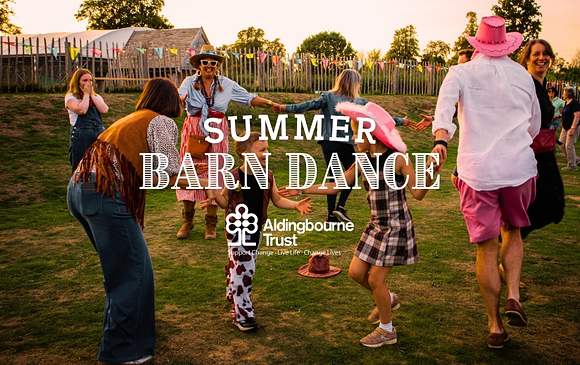 SUMMER
BARN DANCE
Aldingbourne
Trust
Support Change · Live Life · Change Lives